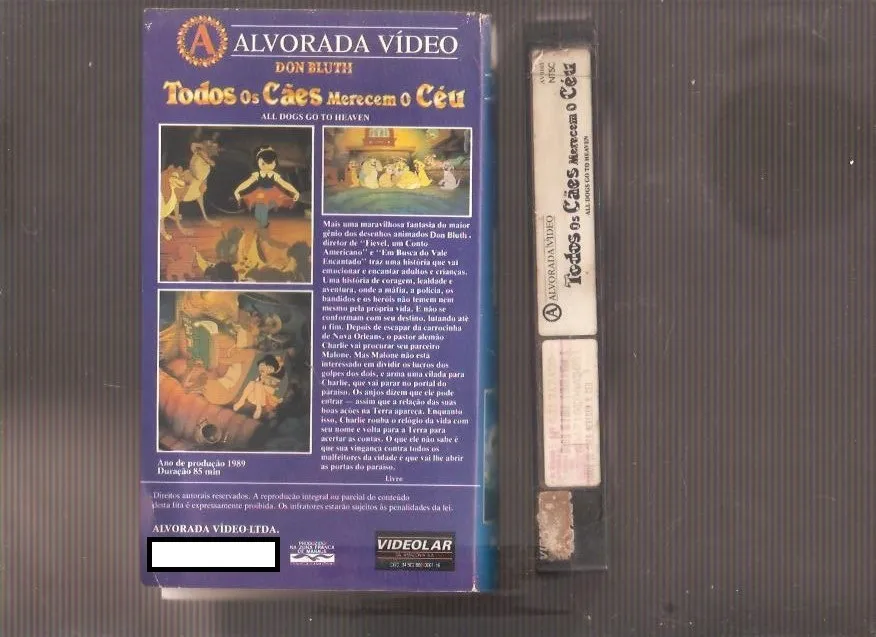 A ALVORADA VÍDEO
DON BLUTH
Todos Os Cães Merecem O Céu
ALL DOGS GO TO HEAVEN
Mais uma maravilhosa fantasia do maior
gênio dos desenhos animados Don Bluth,
diretor de "Fievel, um Conto
Americano" e "Em Busca do Vale
Encantado" traz uma história que vai
emocionar e encantar adultos e crianças.
Uma história de coragem, lealdade e
aventura, onde a máfia, a polícia, os
bandidos e os heróis não temem nem
mesmo pela própria vida. E não se
conformam com seu destino, lutando até
o fim. Depois de escapar da carrocinha
de Nova Orleans, o pastor alemão
Charlie vai procurar seu parceiro
Malone. Mas Malone não está
interessado em dividir os lucros dos
golpes dos dois, e arma uma cilada para
Charlie, que vai parar no portal do
paraíso. Os anjos dizem que ele pode
entrar — assim que a relação das suas
boas ações na Terra apareça. Enquanto
isso, Charlie rouba o relógio da vida com
seu nome e volta para a Terra para
acertar as contas. O que ele não sabe é
que sua vingança contra todos os
malfeitores da cidade é que vai lhe abrir
as portas do paraíso.
Livre
Ano de produção 1989
Duração 85 min
Direitos autorais reservados. A reprodução integral ou parcial do conteúdo
desta fita é expressamente proibida. Os infratores estarão sujeitos às penalidades da lei.
ALVORADA VÍDEO-LTDA.
PRODUZIDO
NA ZONA FRANCA
DE MANAUS
VIDEOLAR
NTSC
A ALVORADA VÍDEO
Todos Os Cães Merecem O Céu
ALL DOGS GO TO HEAVEN